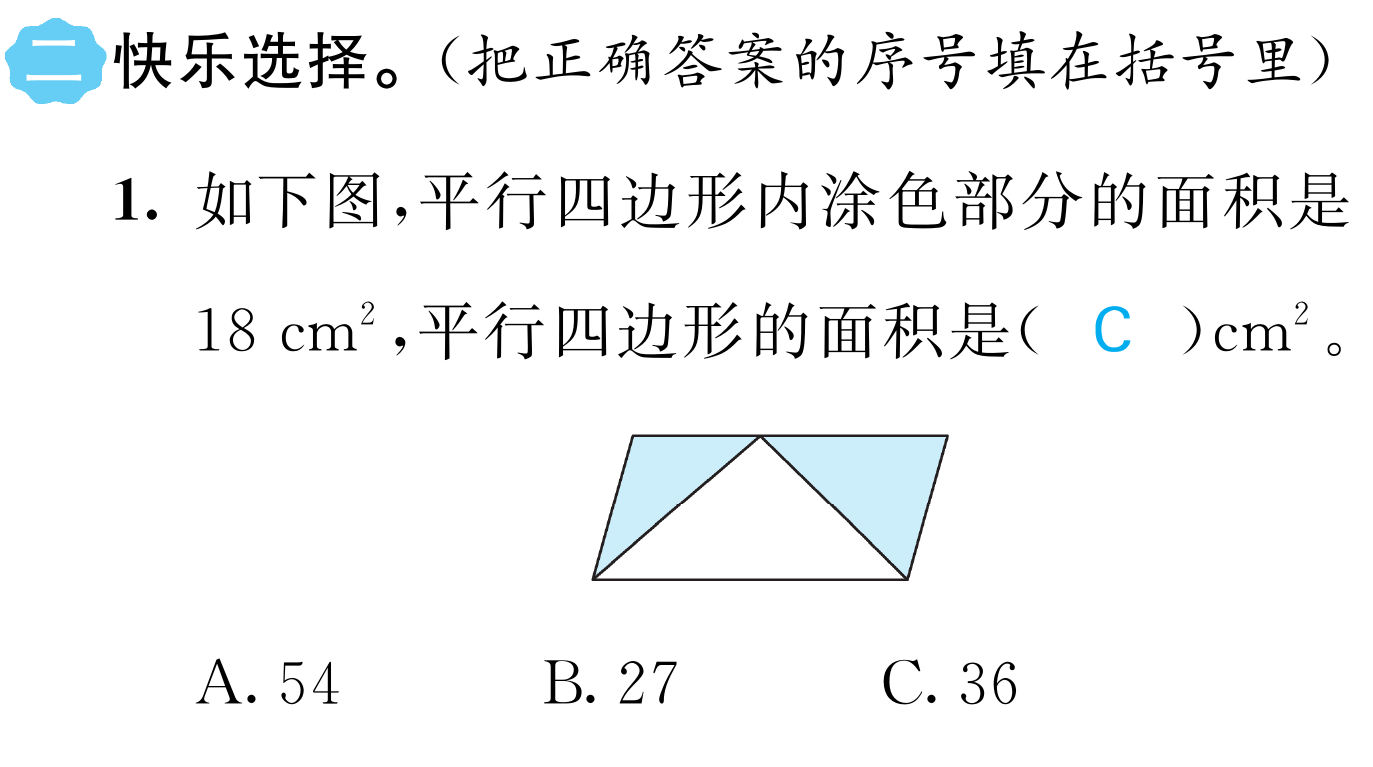 二 快乐选择。(把正确答案的序号填在括号里)
1. 如下图,平行四边形内涂色部分的面积是
18 cm²,平行四边形的面积是( C )cm²。
A. 54 B. 27 C. 36